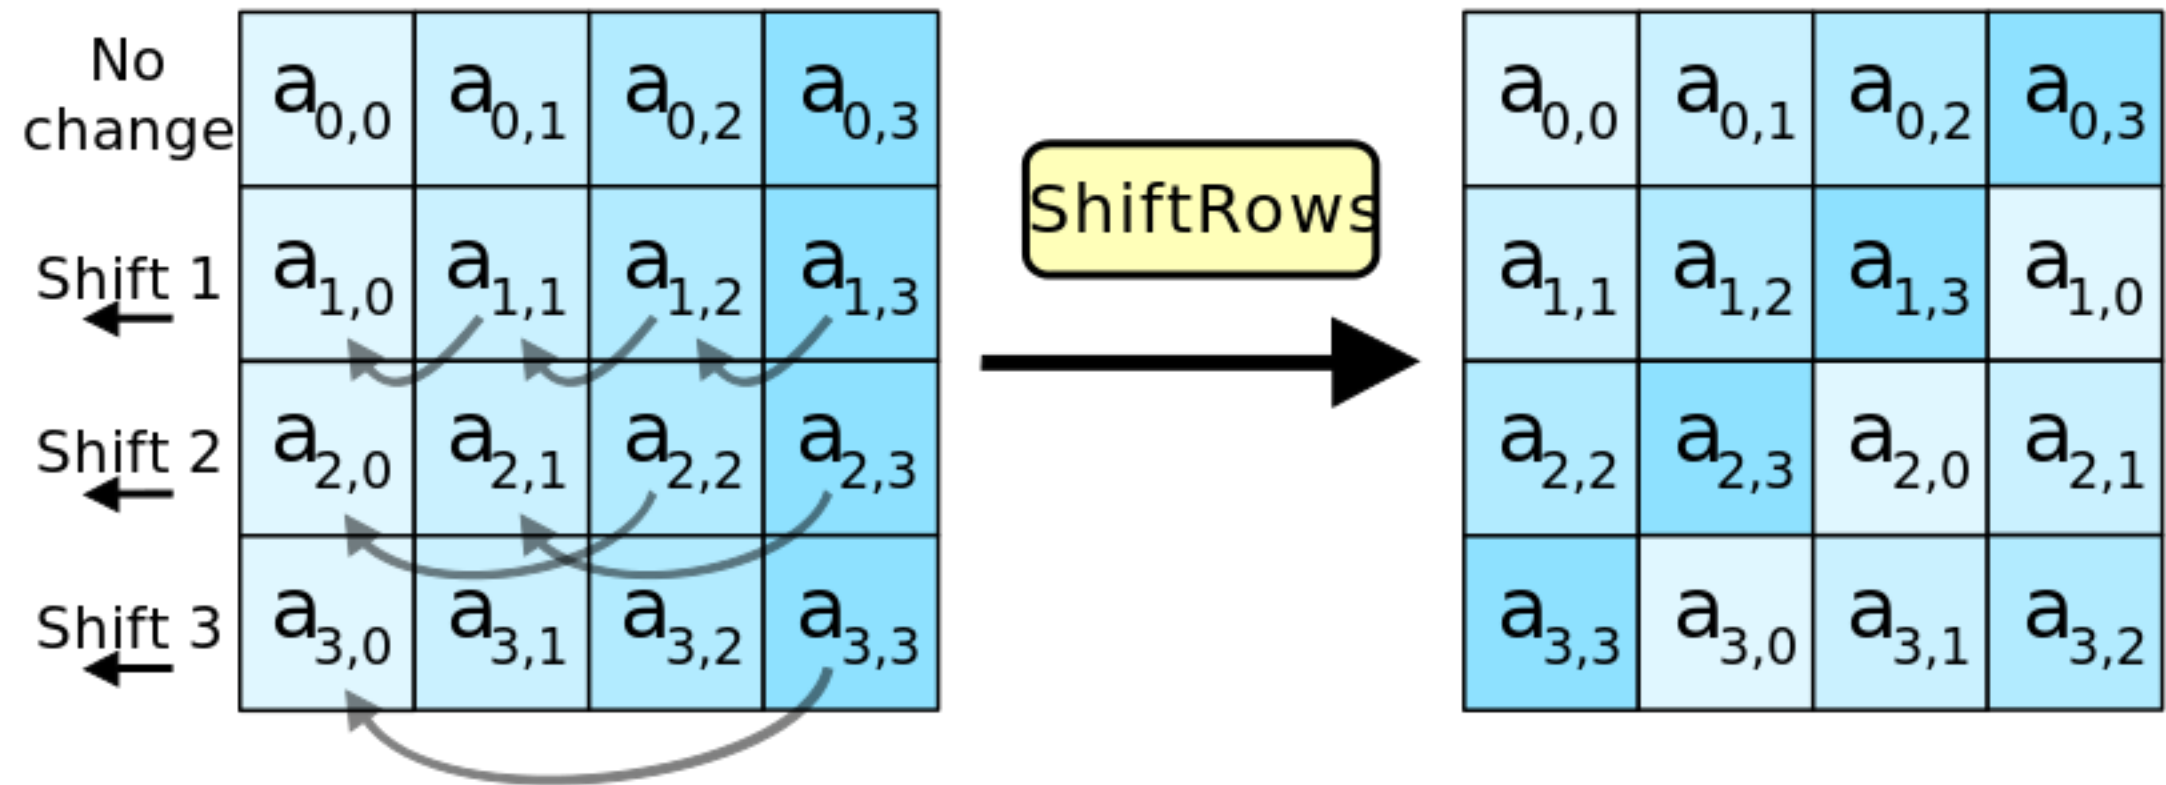 No
change
a0,0 a0,1 a0,2 a0,3
Shift 1
a1,0 a1,1 a1,2 a1,3
Shift 2
a2,0 a2,1 a2,2 a2,3
Shift 3
a3,0 a3,1 a3,2 a3,3
ShiftRows
a0,0 a0,1 a0,2 a0,3
a1,1 a1,2 a1,3 a1,0
a2,2 a2,3 a2,0 a2,1
a3,3 a3,0 a3,1 a3,2